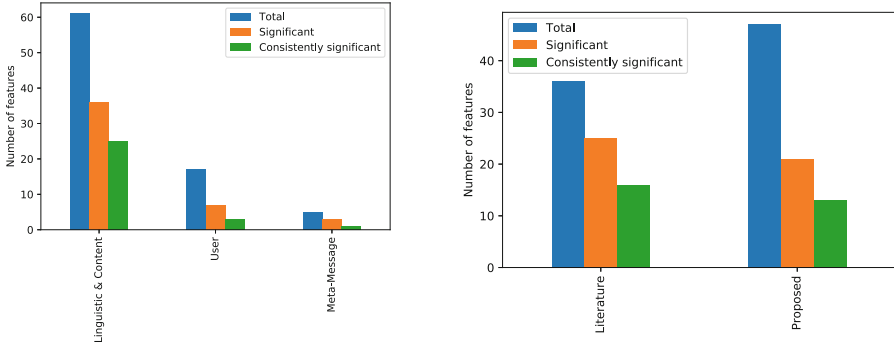 Total
Significant
Consistently significant
Number of features
60
50
40
30
20
10
0
Linguistic & Content
User
Meta-Message
Total
Significant
Consistently significant
Number of features
40
30
20
10
0
Literature
Proposed